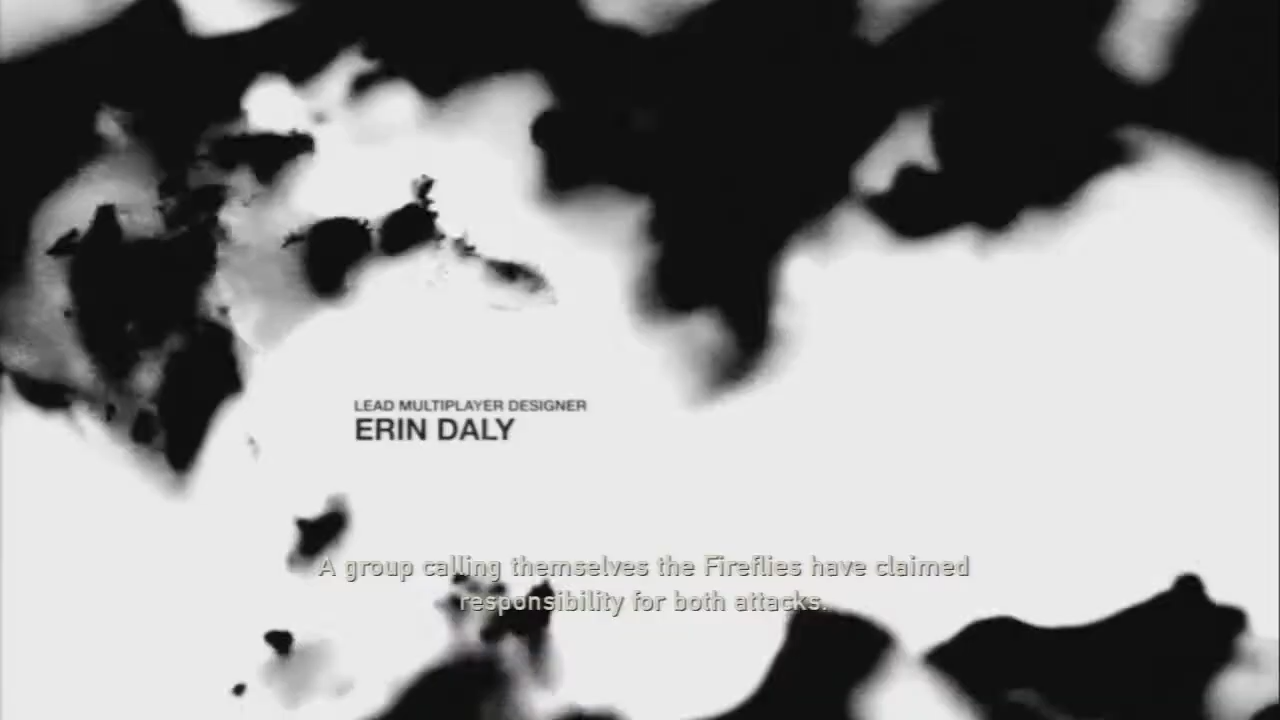 LEAD MULTIPLAYER DESIGNER
ERIN DALY
A group calling themselves the Fireflies have claimed
responsibility for both attacks.